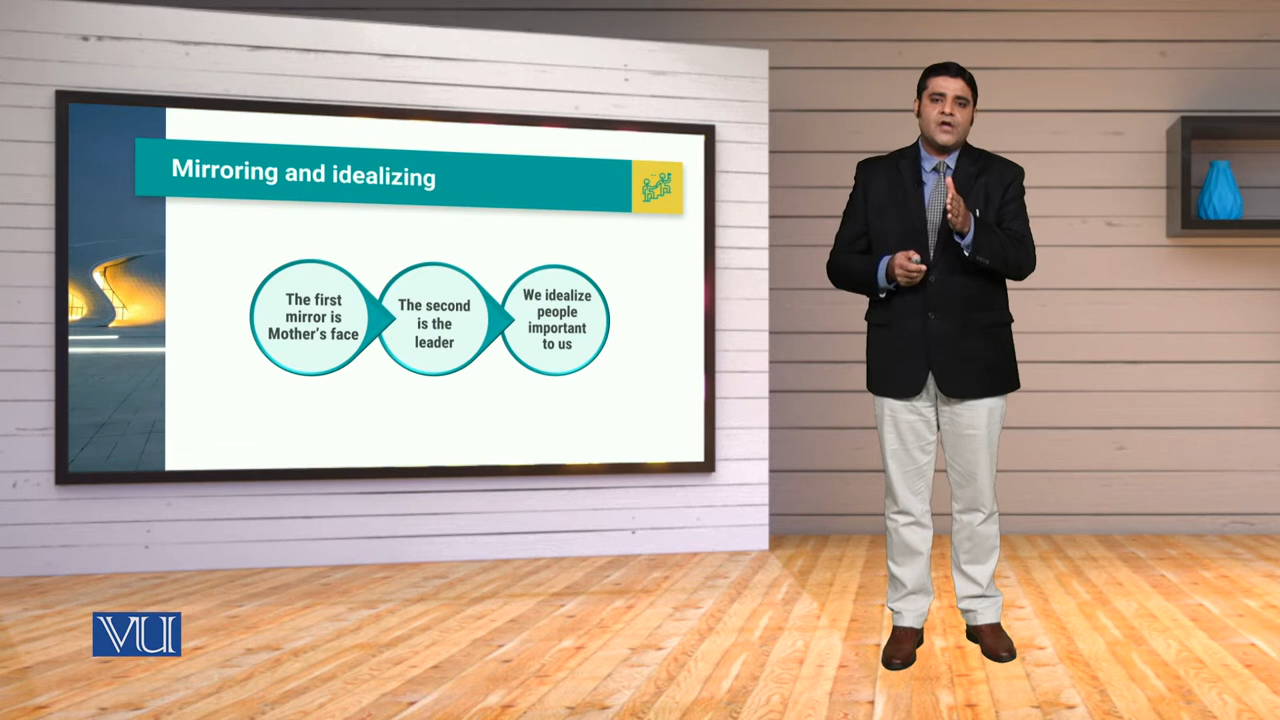 Mirroring and idealizing
The first
mirror is
Mother's face
The second
is the
leader
We idealize
people
important
to us
VU